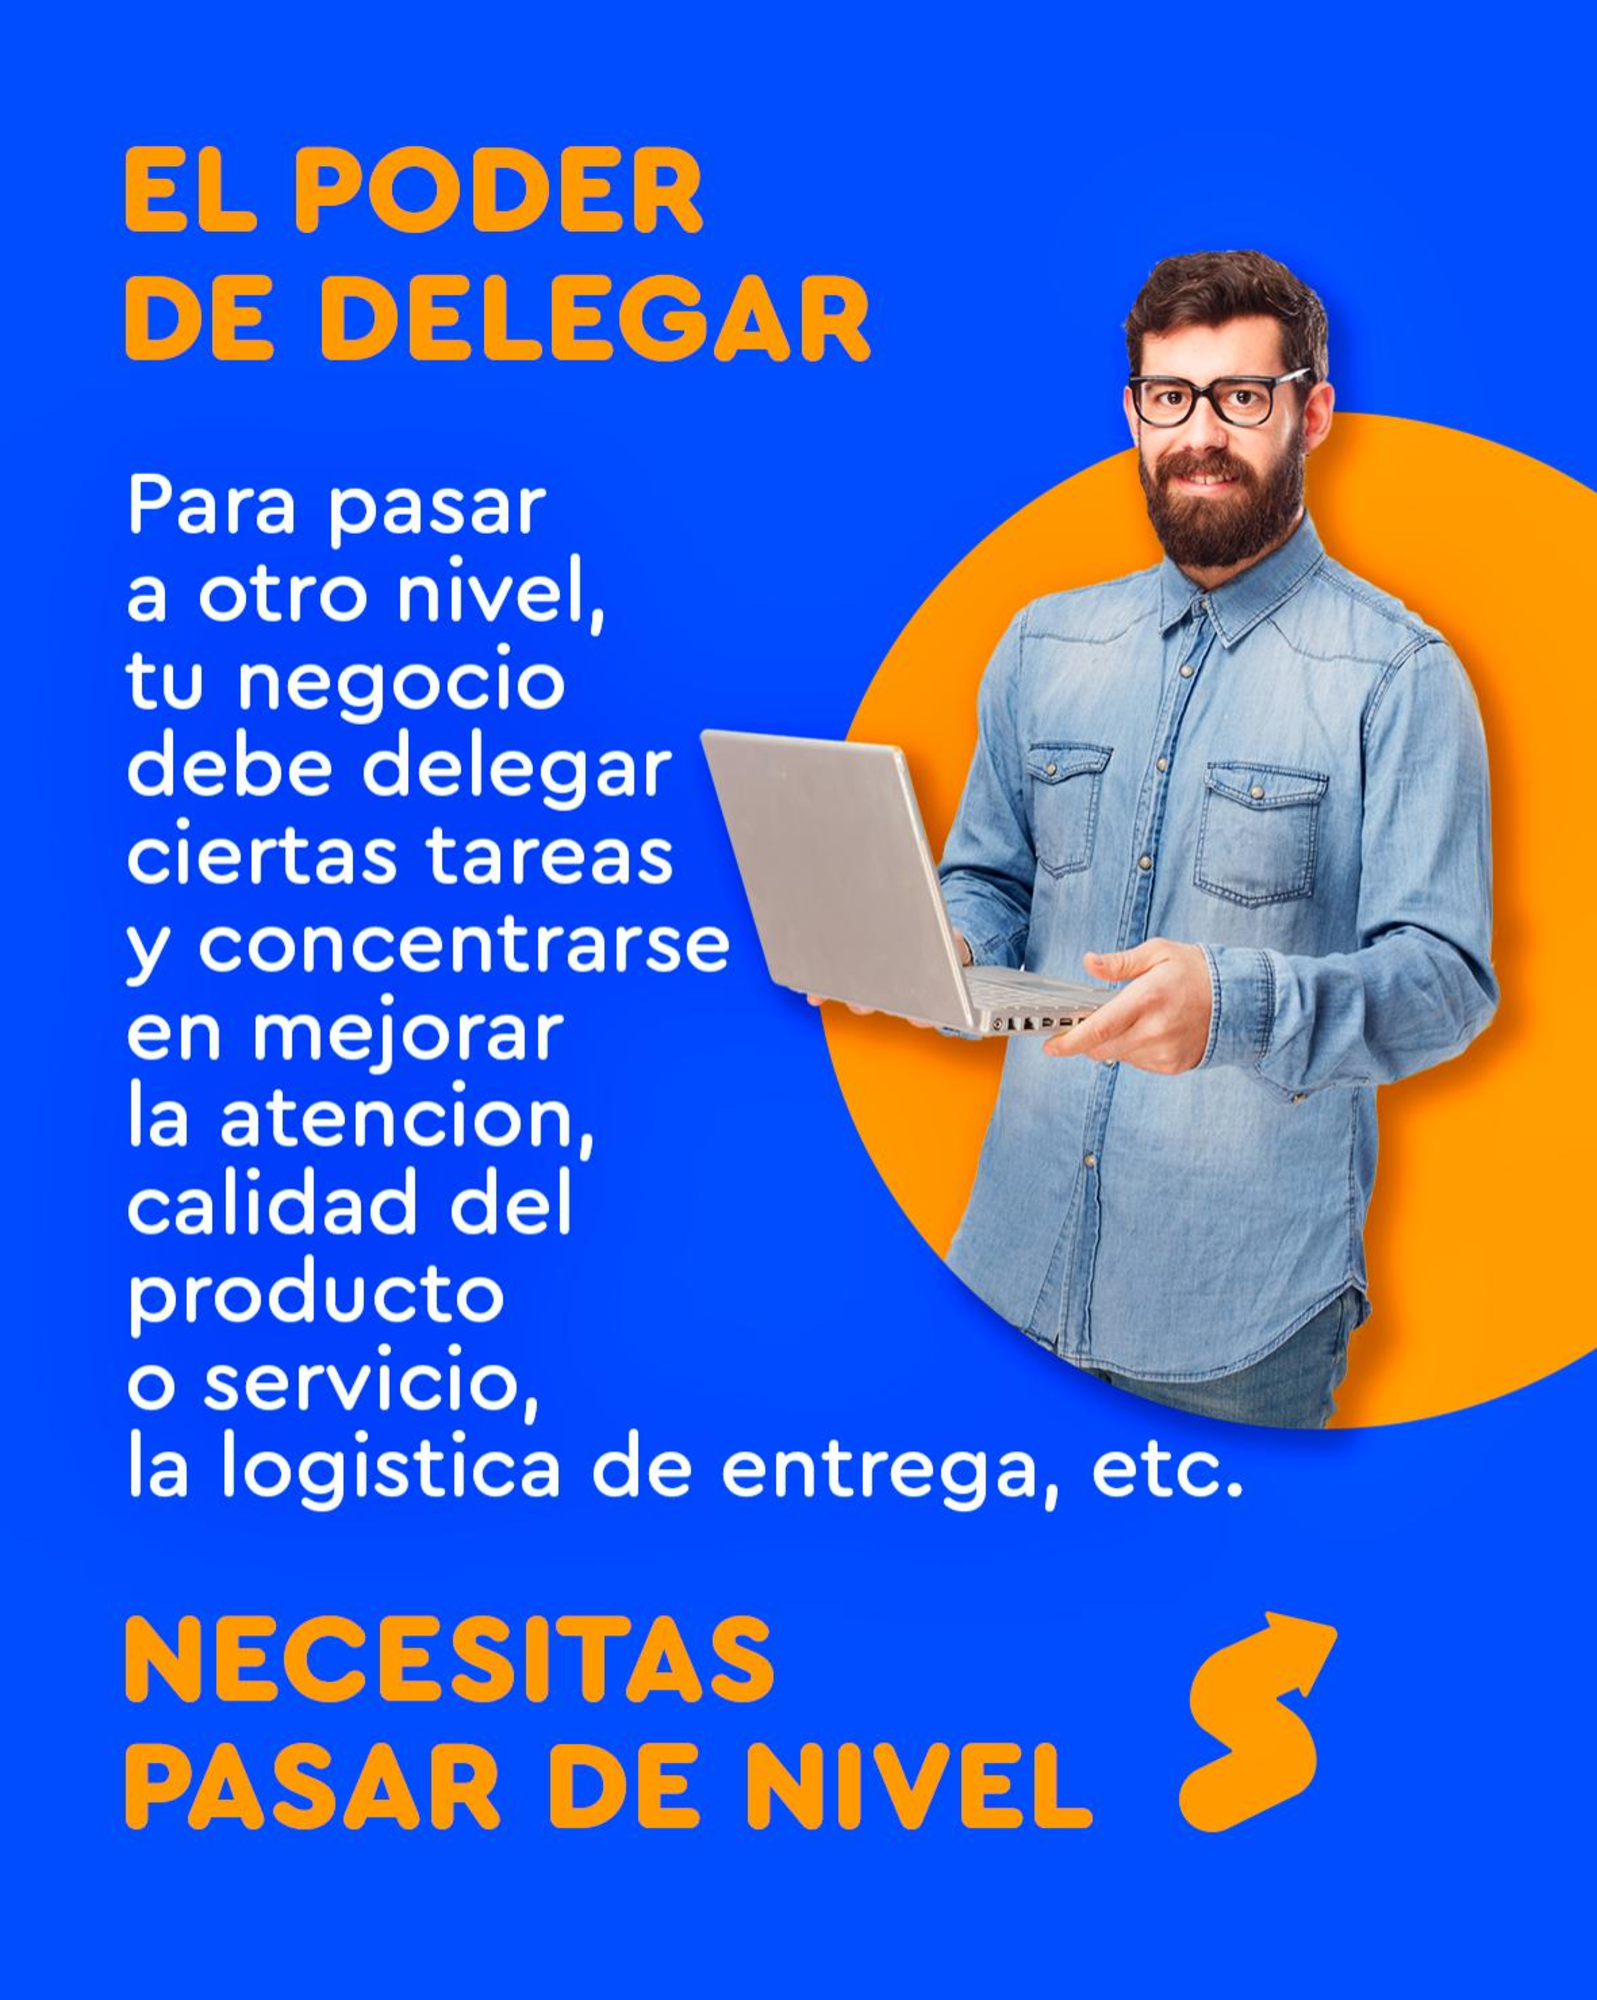 EL PODER
DE DELEGAR
Para pasar
a otro nivel,
tu negocio
debe delegar
ciertas tareas
y concentrarse
en mejorar
la atencion,
calidad del
producto
o servicio,
la logistica de entrega, etc.
NECESITAS
PASAR DE NIVEL